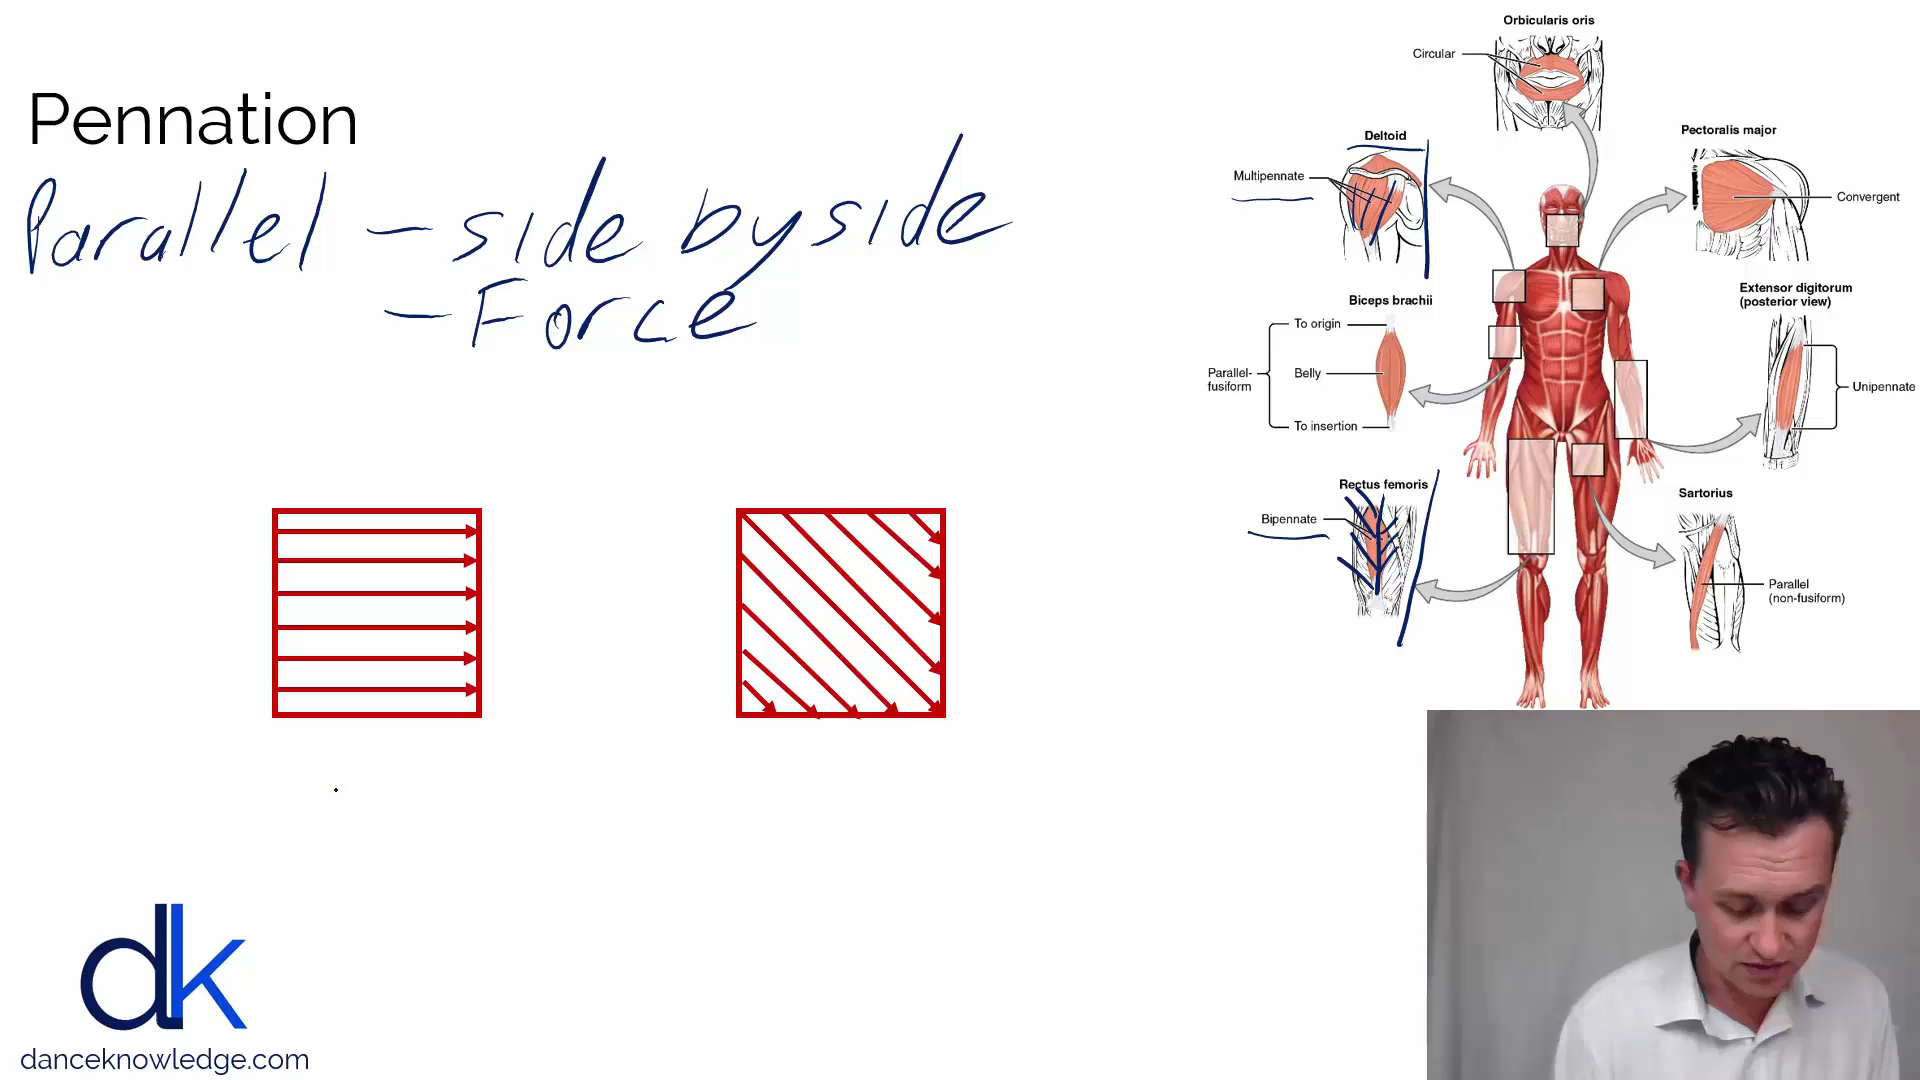 Pennation
Parallel – side by side
– Force
Orbicularis oris
Circular
Deltoid
Multipennate
Pectoralis major
Convergent
Biceps brachii
To origin
Parallel-
fusiform
Belly
To insertion
Extensor digitorum
(posterior view)
Unipennate
Rectus femoris
Bipennate
Sartorius
Parallel
(non-fusiform)
dk
danceknowledge.com